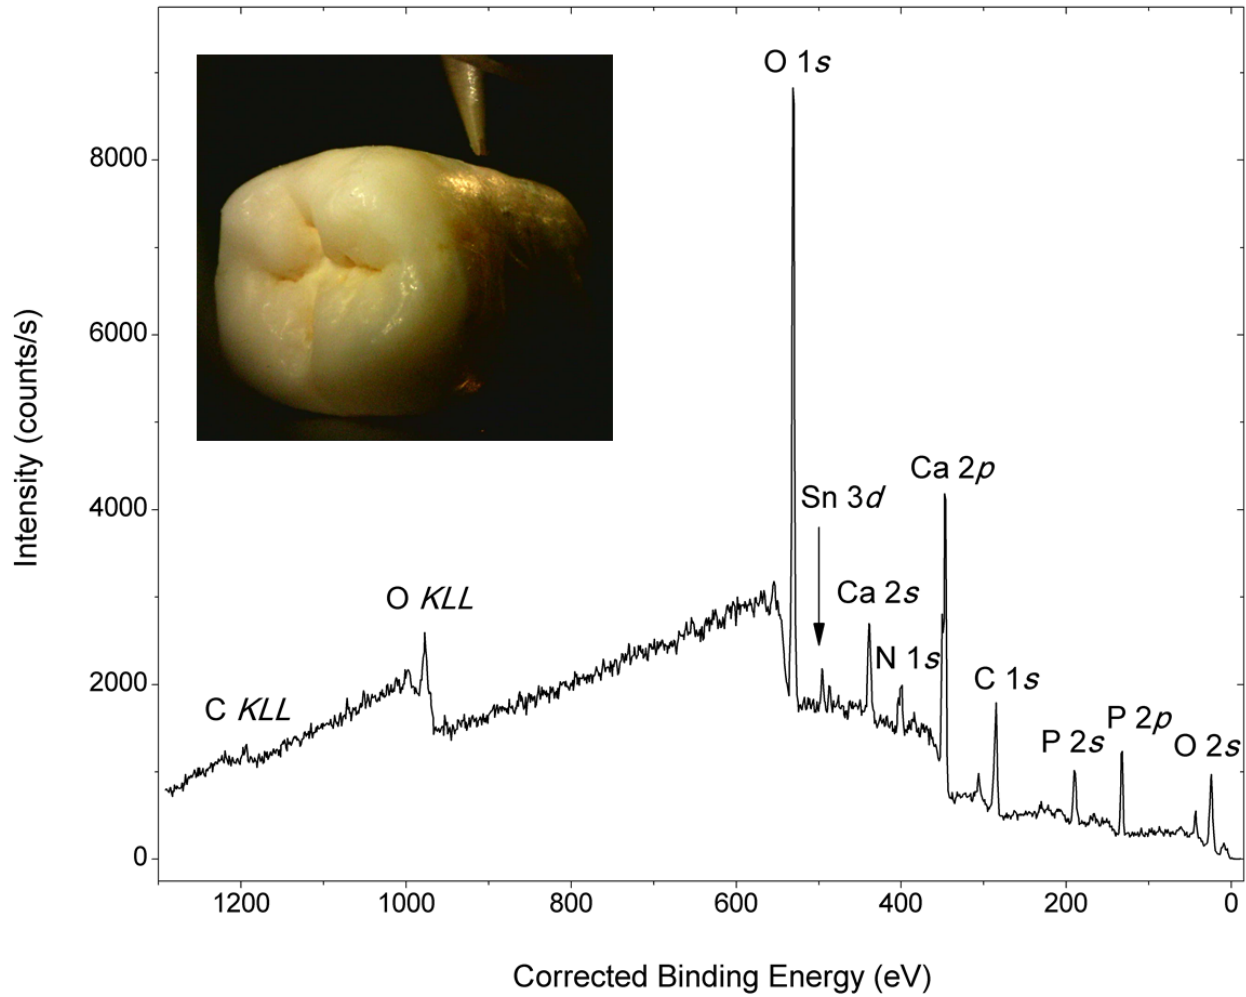 O 1s
8000
6000
Ca 2p
Sn 3d
4000
Intensity (counts/s)
O KLL
Ca 2s
N 1s
C 1s
2000
C KLL
P 2p
P 2s
O 2s
0
1200 1000 800 600 400 200 0
Corrected Binding Energy (eV)